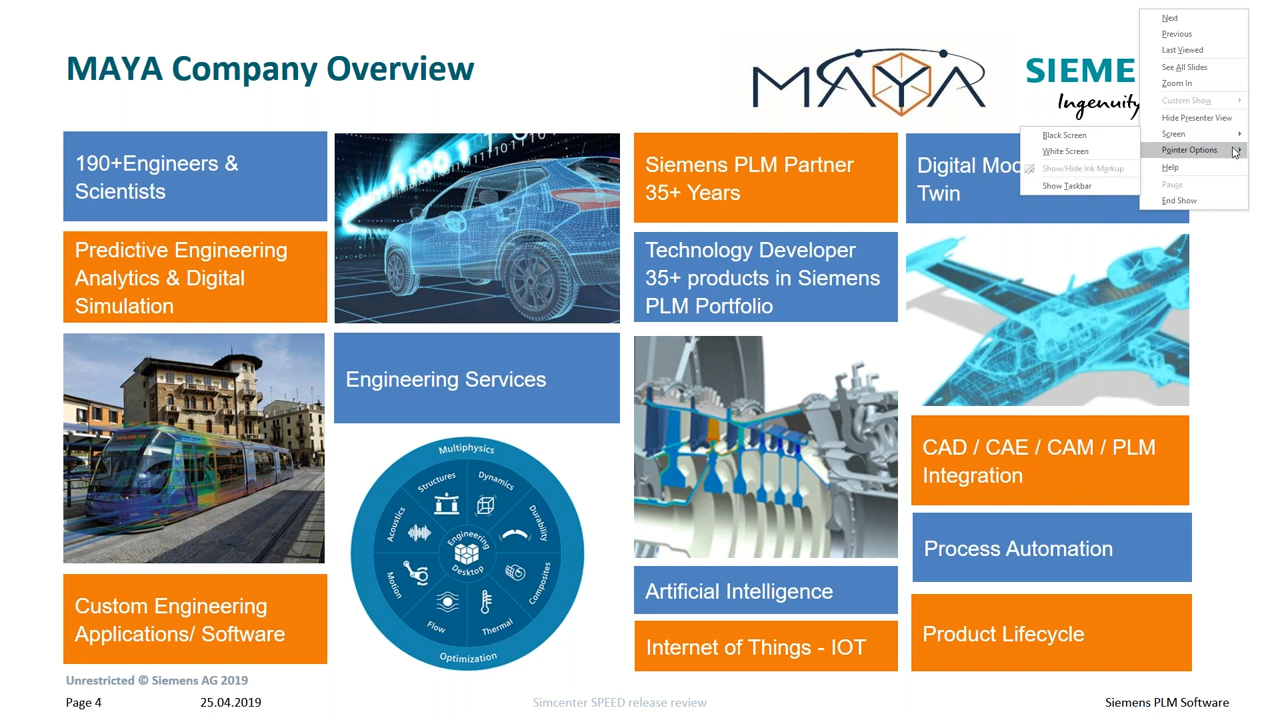 MAYA Company Overview
MAYA
SIEME
Ingenuity
Next
Previous
Last Viewed
See All Slides
Zoom In
Custom Show
Hide Presenter View
Screen
Pointer Options
Help
Pause
End Show
Black Screen
White Screen
Show/Hide Ink Markup
Show Taskbar
190+Engineers &
Scientists
Predictive Engineering
Analytics & Digital
Simulation
Custom Engineering
Applications/ Software
Engineering Services
Multiphysics
Structures
Dynamics
Acoustics
Durability
Engineering
Desktop
Motion
Composites
Flow
Thermal
Optimization
Siemens PLM Partner
35+ Years
Technology Developer
35+ products in Siemens
PLM Portfolio
Artificial Intelligence
Internet of Things - IOT
Digital Moc
Twin
CAD / CAE / CAM / PLM
Integration
Process Automation
Product Lifecycle
Unrestricted © Siemens AG 2019
Page 4
25.04.2019
Simcenter SPEED release review
Siemens PLM Software